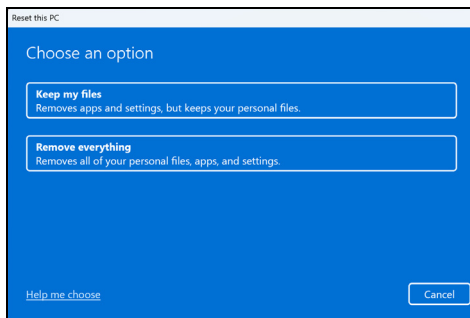 Reset this PC
Choose an option
Keep my files
Removes apps and settings, but keeps your personal files.
Remove everything
Removes all of your personal files, apps, and settings.
Help me choose
Cancel